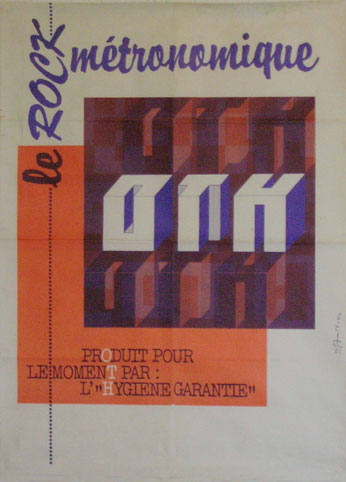 le ROCK
métronomique
OTH
PRODUIT POUR
LE MOMENT PAR :
L'"HYGIENE GARANTIE"